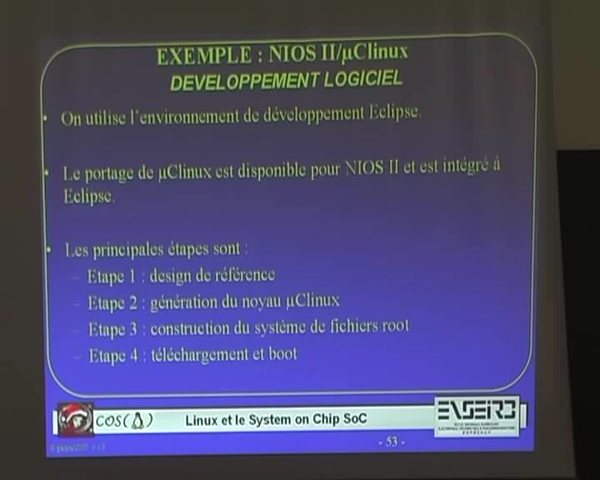 EXEMPLE : NIOS II/µClinux
DEVELOPPEMENT LOGICIEL
On utilise l'environnement de développement Eclipse.
Le portage de µClinux est disponible pour NIOS II et est intégré à
Eclipse.
Les principales étapes sont :
– Etape 1 : design de référence
– Etape 2 : génération du noyau µClinux
– Etape 3 : construction du système de fichiers root
– Etape 4 : téléchargement et boot
COS( )
Linux et le System on Chip SoC
ENSEIRB
- 53 -